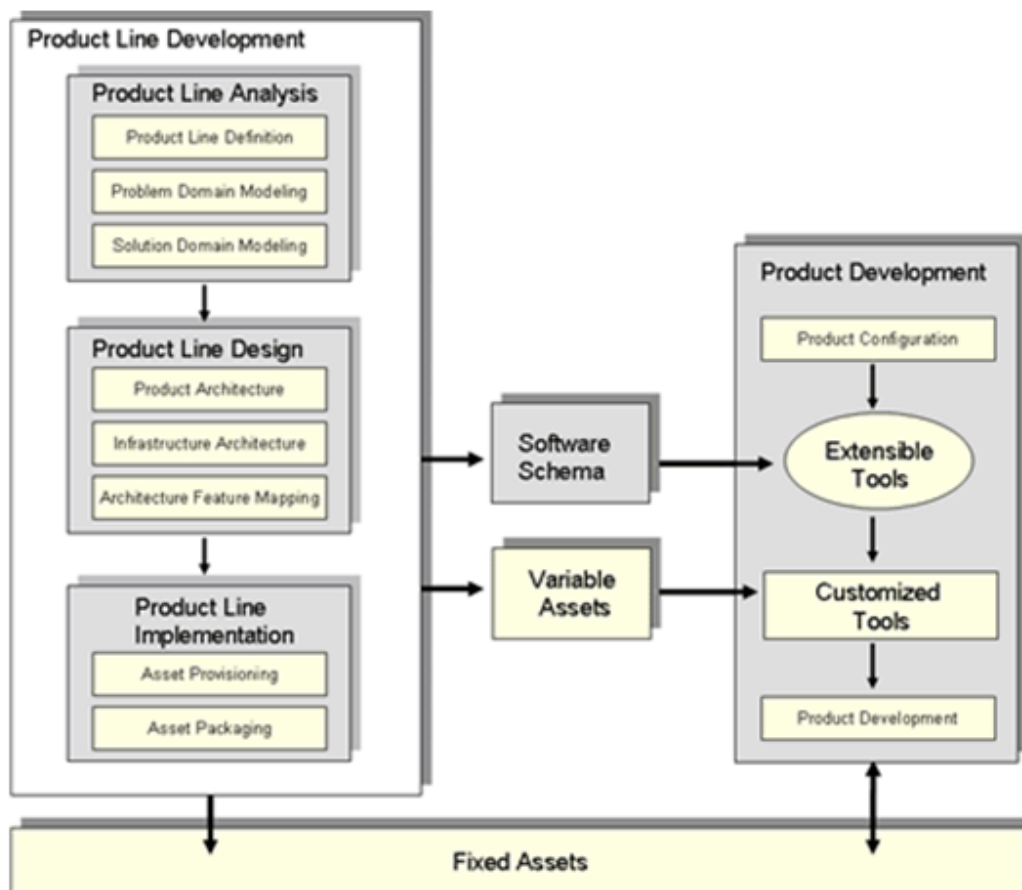 Product Line Development
Product Line Analysis
Product Line Definition
Problem Domain Modeling
Solution Domain Modeling
Product Line Design
Product Architecture
Infrastructure Architecture
Architecture Feature Mapping
Product Line
Implementation
Asset Provisioning
Asset Packaging
Software
Schema
Variable
Assets
Product Development
Product Configuration
Extensible
Tools
Customized
Tools
Product Development
Fixed Assets